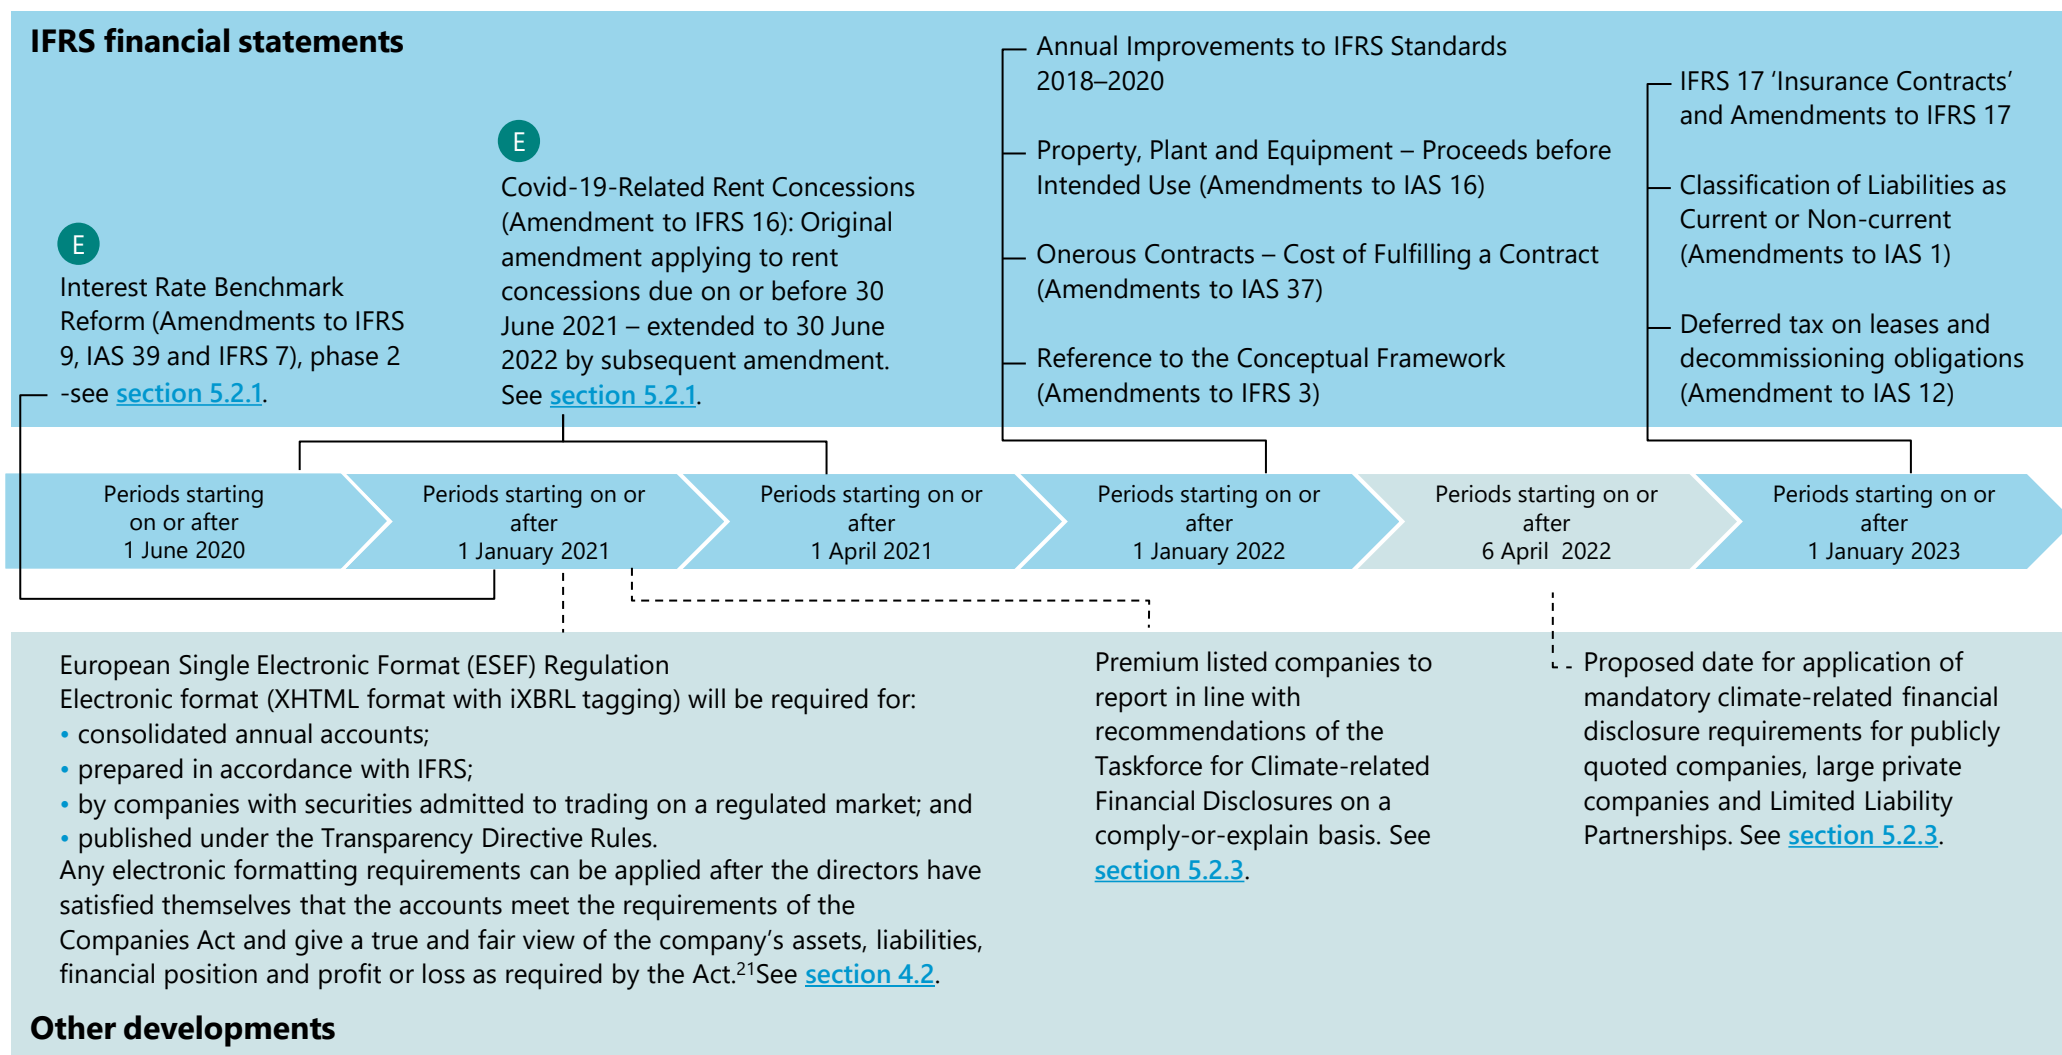 IFRS financial statements
E
Interest Rate Benchmark
Reform (Amendments to IFRS
9, IAS 39 and IFRS 7), phase 2
-see section 5.2.1.
E
Covid-19-Related Rent Concessions
(Amendment to IFRS 16): Original
amendment applying to rent
concessions due on or before 30
June 2021 – extended to 30 June
2022 by subsequent amendment.
See section 5.2.1.
Annual Improvements to IFRS Standards
2018–2020
Property, Plant and Equipment – Proceeds before
Intended Use (Amendments to IAS 16)
Onerous Contracts – Cost of Fulfilling a Contract
(Amendments to IAS 37)
Reference to the Conceptual Framework
(Amendments to IFRS 3)
IFRS 17 ‘Insurance Contracts’
and Amendments to IFRS 17
Classification of Liabilities as
Current or Non-current
(Amendments to IAS 1)
Deferred tax on leases and
decommissioning obligations
(Amendment to IAS 12)
Periods starting
on or after
1 June 2020
Periods starting on or
after
1 January 2021
Periods starting on or
after
1 April 2021
Periods starting on or
after
1 January 2022
Periods starting on or
after
6 April 2022
Periods starting on or
after
1 January 2023
European Single Electronic Format (ESEF) Regulation
Electronic format (XHTML format with iXBRL tagging) will be required for:
• consolidated annual accounts;
• prepared in accordance with IFRS;
• by companies with securities admitted to trading on a regulated market; and
• published under the Transparency Directive Rules.
Any electronic formatting requirements can be applied after the directors have
satisfied themselves that the accounts meet the requirements of the
Companies Act and give a true and fair view of the company’s assets, liabilities,
financial position and profit or loss as required by the Act.²¹See section 4.2.
Premium listed companies to
report in line with
recommendations of the
Taskforce for Climate-related
Financial Disclosures on a
comply-or-explain basis. See
section 5.2.3.
Proposed date for application of
mandatory climate-related financial
disclosure requirements for publicly
quoted companies, large private
companies and Limited Liability
Partnerships. See section 5.2.3.
Other developments